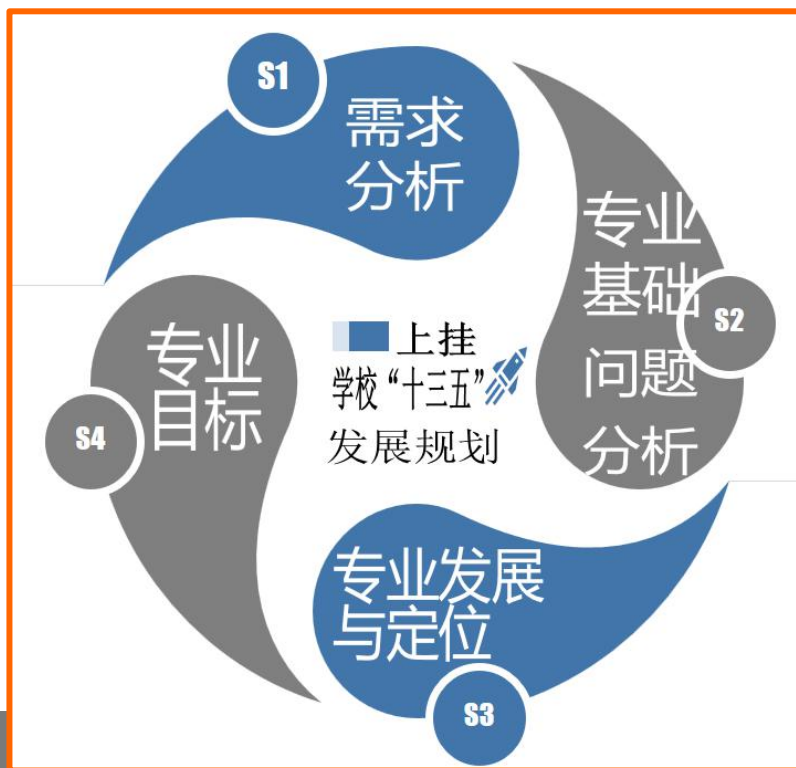 S1
需求
分析
专业
基础
问题
分析
S2
上挂
学校“十三五”
发展规划
专业发展
与定位
S3
专业
目标
S4